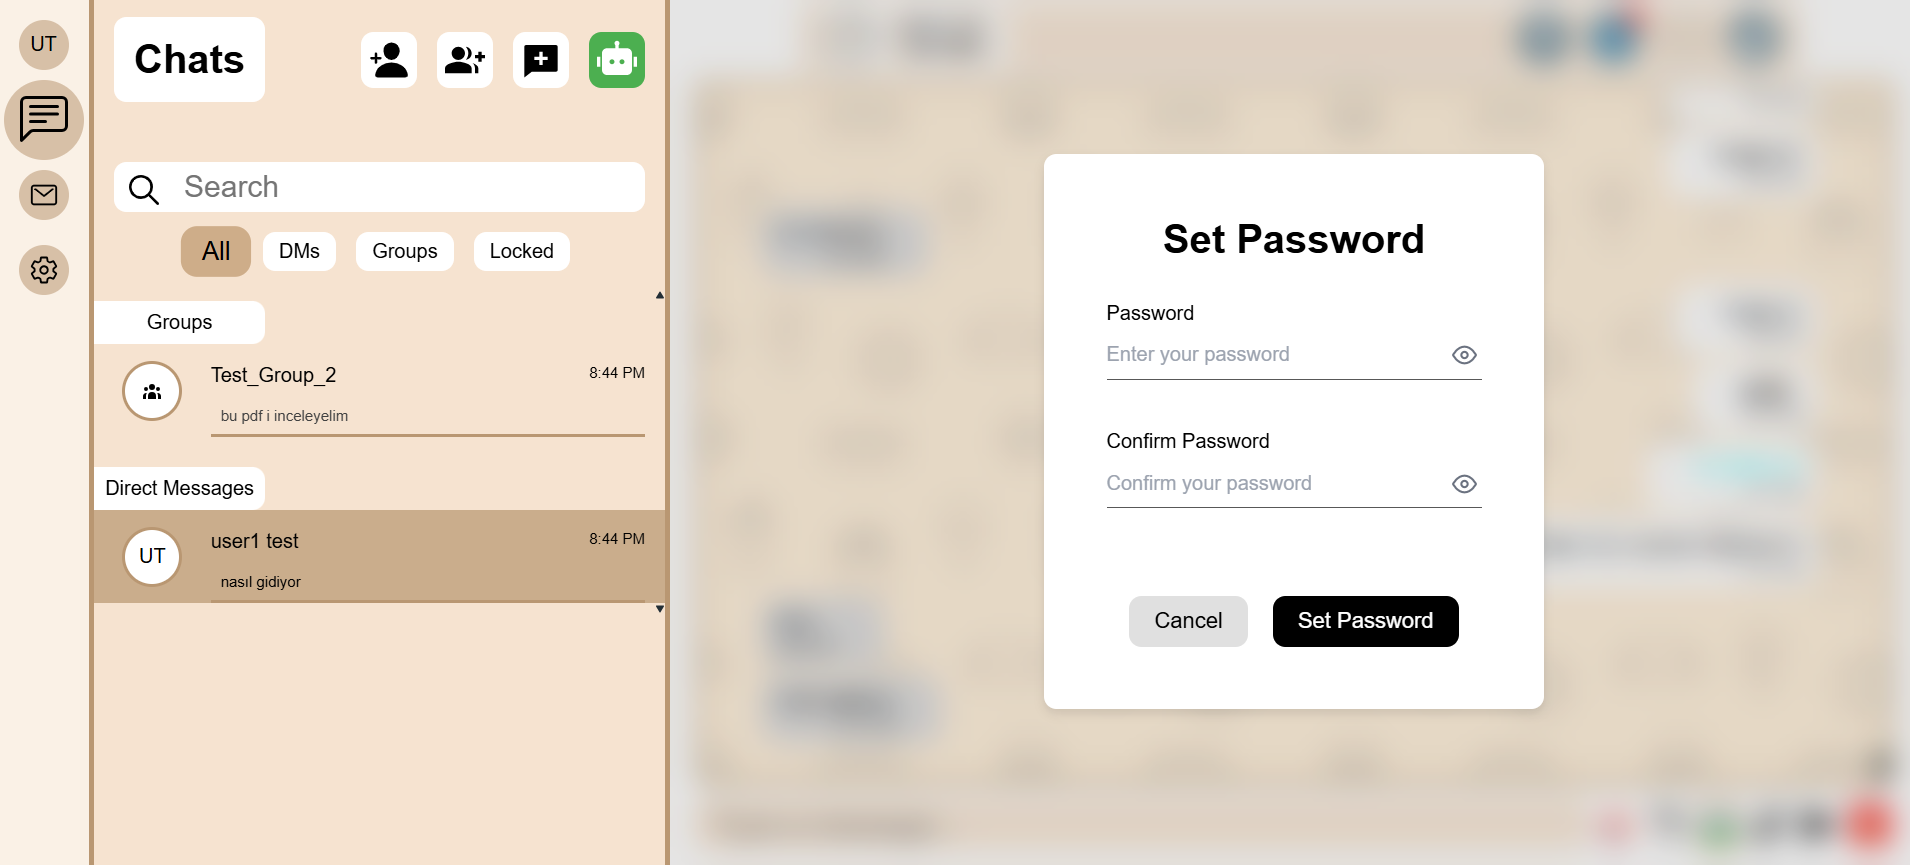 UT
Chats
Search
All
DMs
Groups
Locked
Groups
Test_Group_2
8:44 PM
bu pdf i inceleyelim
Direct Messages
UT
user1 test
8:44 PM
nasıl gidiyor
Set Password
Password
Enter your password
Confirm Password
Confirm your password
Cancel
Set Password